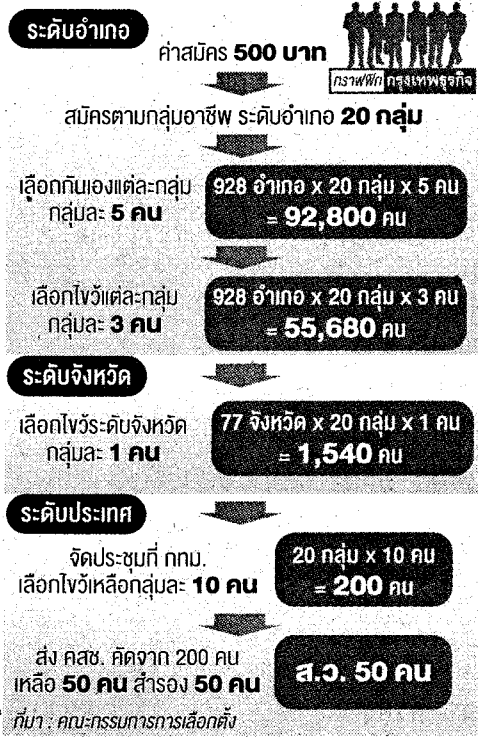 ระดับอำเภอ
ค่าสมัคร 500 บาท
กราฟฟิก กรุงเทพธุรกิจ
สมัครตามกลุ่มอาชีพ ระดับอำเภอ 20 กลุ่ม
เลือกกันเองแต่ละกลุ่ม
กลุ่มละ 5 คน
928 อำเภอ x 20 กลุ่ม x 5 คน
= 92,800 คน
เลือกไขว้แต่ละกลุ่ม
กลุ่มละ 3 คน
928 อำเภอ x 20 กลุ่ม x 3 คน
= 55,680 คน
ระดับจังหวัด
เลือกไขว้ระดับจังหวัด
กลุ่มละ 1 คน
77 จังหวัด x 20 กลุ่ม x 1 คน
= 1,540 คน
ระดับประเทศ
จัดประชุมที่ กทม.
เลือกไขว้เหลือกลุ่มละ 10 คน
20 กลุ่ม x 10 คน
= 200 คน
ส่ง คสช. คัดจาก 200 คน
เหลือ 50 คน สำรอง 50 คน
ส.ว. 50 คน
ที่มา : คณะกรรมการการเลือกตั้ง